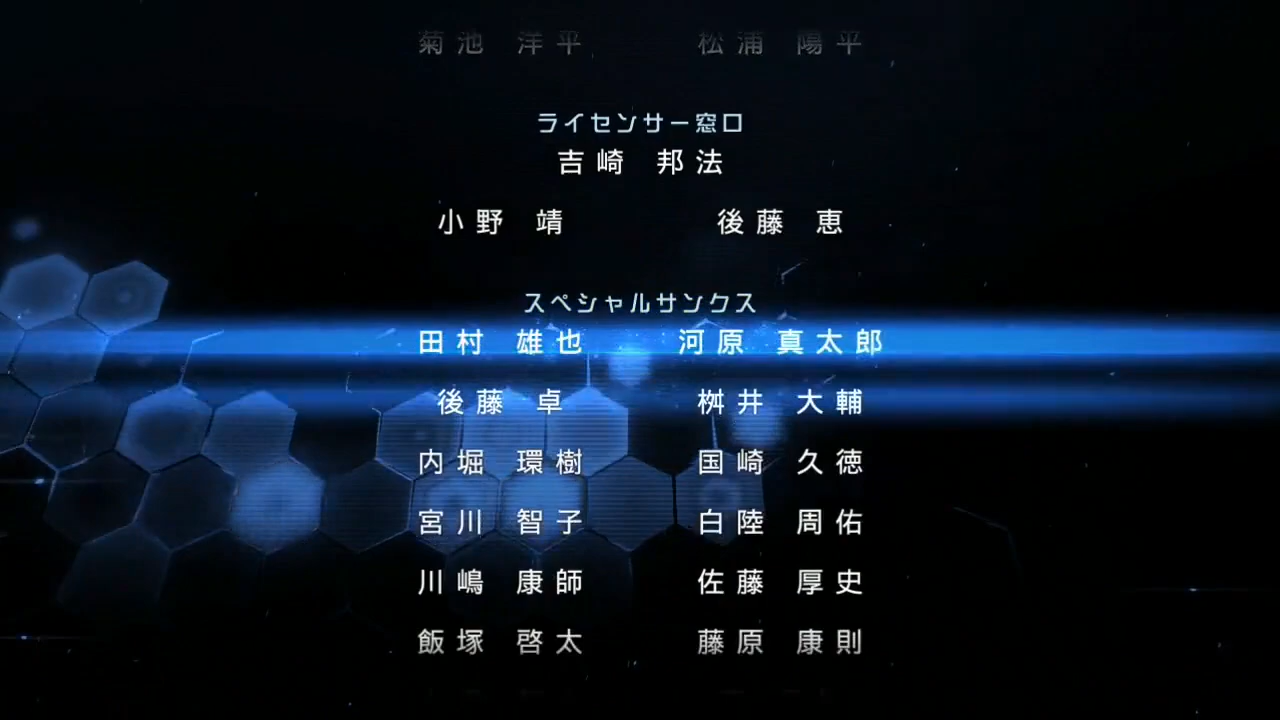 菊池 洋平 松浦 陽平
ライセンサー窓口
吉崎 邦法
小野 靖 後藤 恵
スペシャルサンクス
田村 雄也 河原 真太郎
後藤 卓 桝井 大輔
内堀 環樹 国崎 久徳
宮川 智子 白陸 周佑
川嶋 康師 佐藤 厚史
飯塚 啓太 藤原 康則